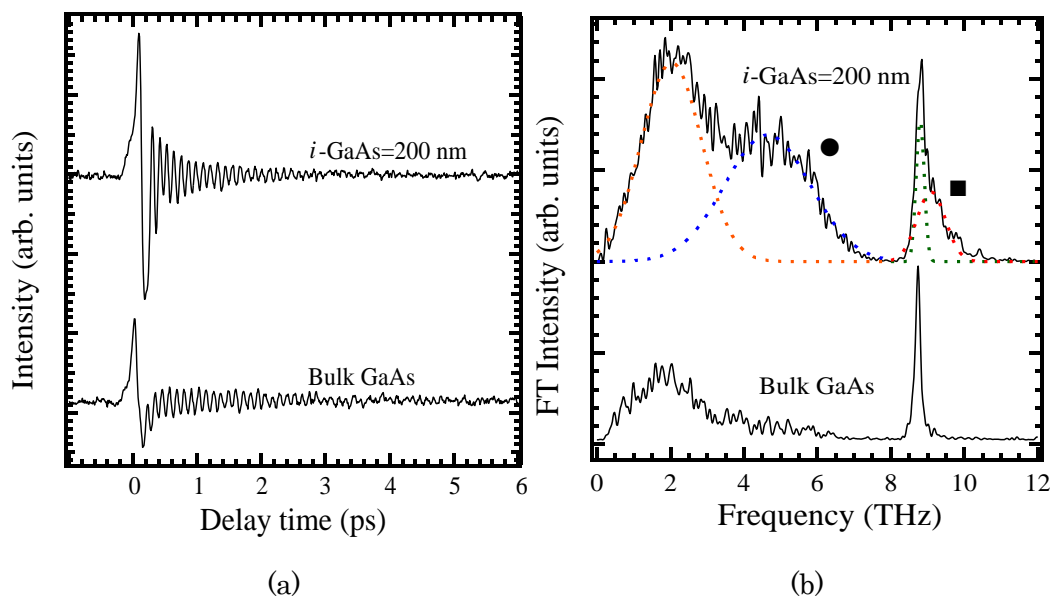 Intensity (arb. units)
i-GaAs=200 nm
Bulk GaAs
0 1 2 3 4 5 6
Delay time (ps)
(a)
FT Intensity (arb. units)
i-GaAs=200 nm
Bulk GaAs
0 2 4 6 8 10 12
Frequency (THz)
(b)